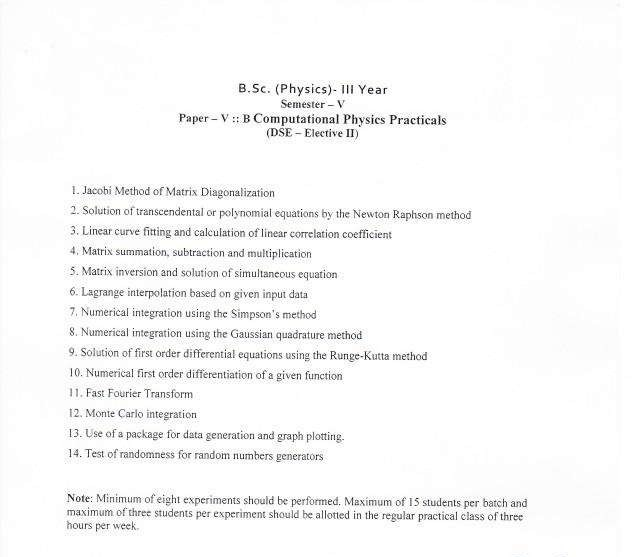 B.Sc. (Physics)- III Year
Semester – V
Paper – V :: B Computational Physics Practicals
(DSE – Elective II)
1. Jacobi Method of Matrix Diagonalization
2. Solution of transcendental or polynomial equations by the Newton Raphson method
3. Linear curve fitting and calculation of linear correlation coefficient
4. Matrix summation, subtraction and multiplication
5. Matrix inversion and solution of simultaneous equation
6. Lagrange interpolation based on given input data
7. Numerical integration using the Simpson's method
8. Numerical integration using the Gaussian quadrature method
9. Solution of first order differential equations using the Runge-Kutta method
10. Numerical first order differentiation of a given function
11. Fast Fourier Transform
12. Monte Carlo integration
13. Use of a package for data generation and graph plotting.
14. Test of randomness for random numbers generators
Note: Minimum of eight experiments should be performed. Maximum of 15 students per batch and
maximum of three students per experiment should be allotted in the regular practical class of three
hours per week.